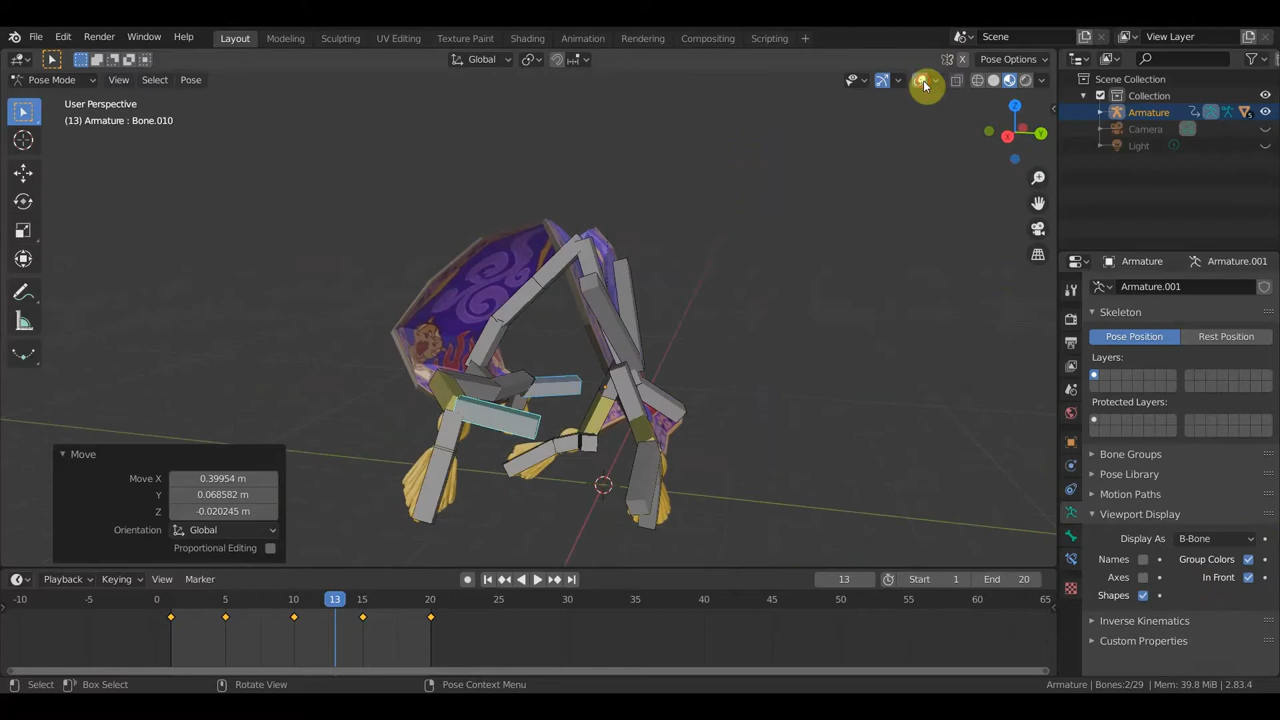 File Edit Render Window Help Layout Modeling Sculpting UV Editing Texture Paint Shading Animation Rendering Compositing Scripting + Scene View Layer
Global X Pose Options
Pose Mode View Select Pose
User Perspective
(13) Armature : Bone.010
Z
Y
X
Scene Collection
Collection
Armature 5
Camera
Light
Armature Armature.001
Armature.001
Skeleton
Pose Position Rest Position
Layers:
Protected Layers:
Bone Groups
Pose Library
Motion Paths
Viewport Display
Display As B-Bone
Names Group Colors
Axes In Front
Shapes
Inverse Kinematics
Custom Properties
Move
Move X 0.39954 m
Y 0.068582 m
Z -0.020245 m
Orientation Global
Proportional Editing
Playback Keying View Marker 13 Start 1 End 20
-10 -5 0 5 10 13 15 20 25 30 35 40 45 50 55 60 65
Select Box Select Rotate View Pose Context Menu Armature | Bones:2/29 | Mem: 39.8 MiB | 2.83.4